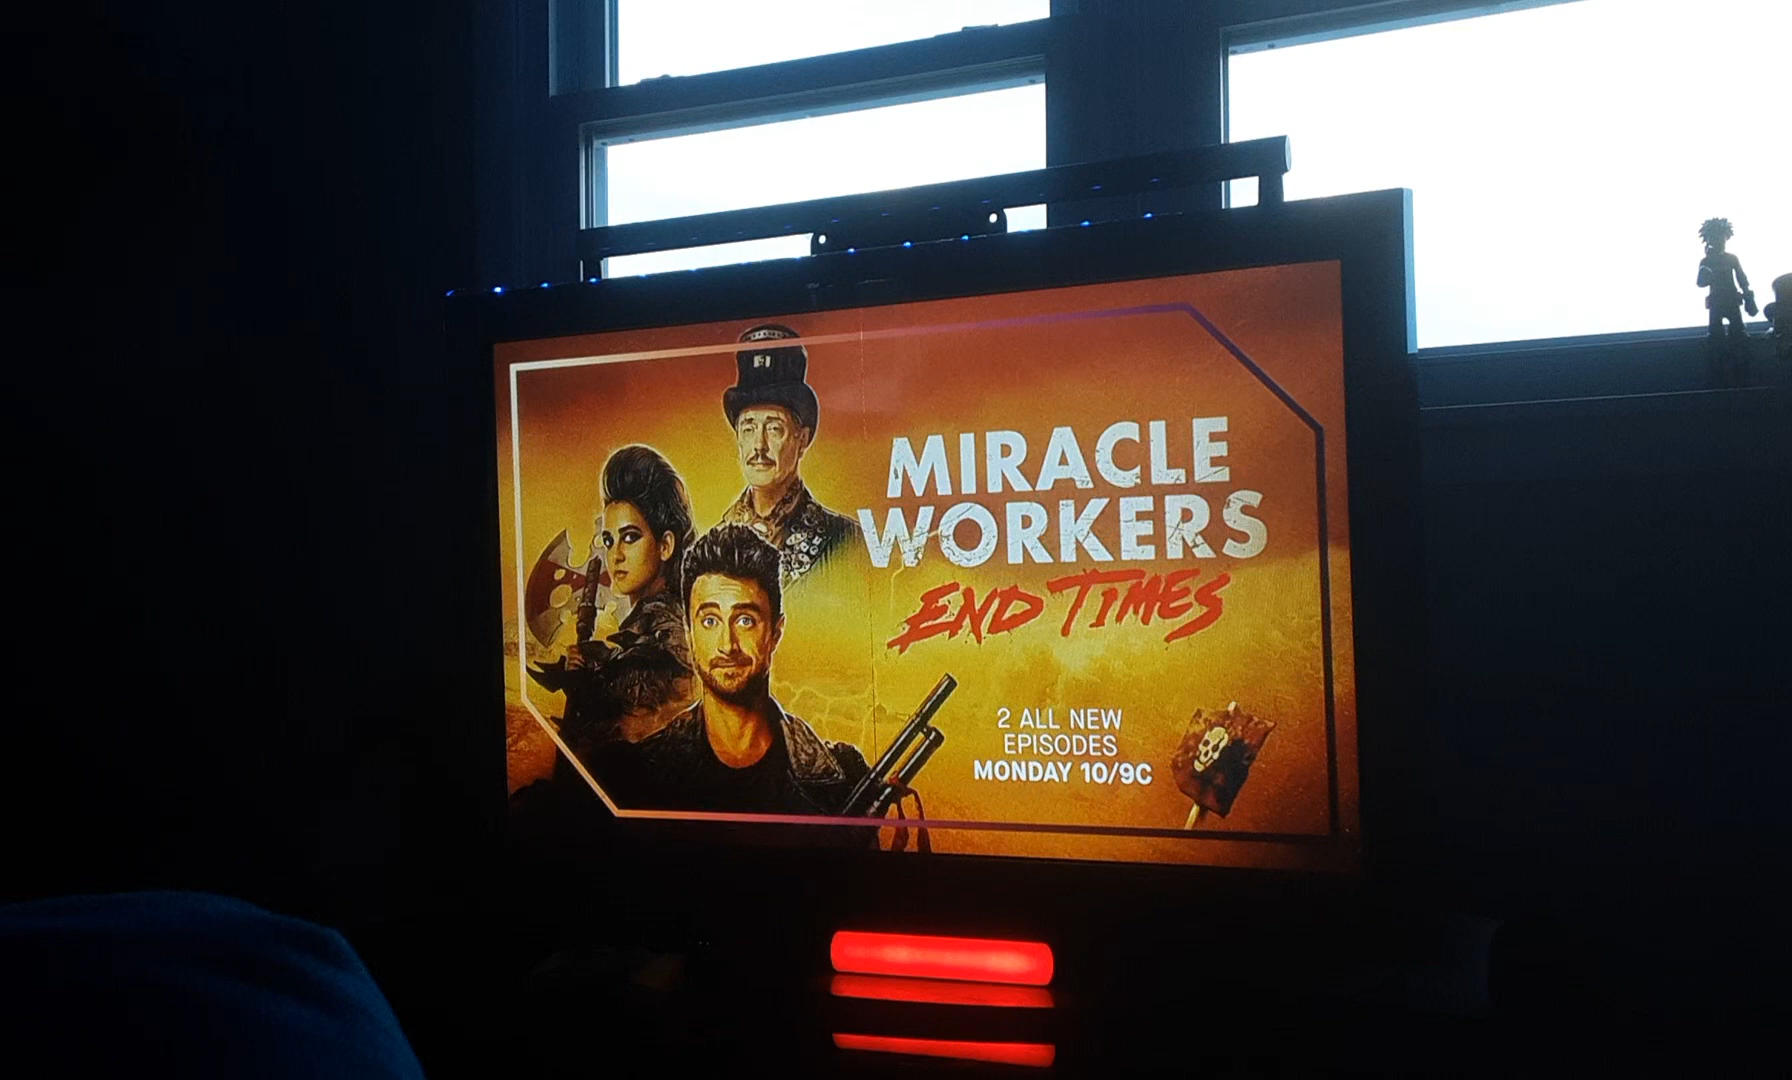 MIRACLE
WORKERS
END TIMES
2 ALL NEW
EPISODES
MONDAY 10/9C